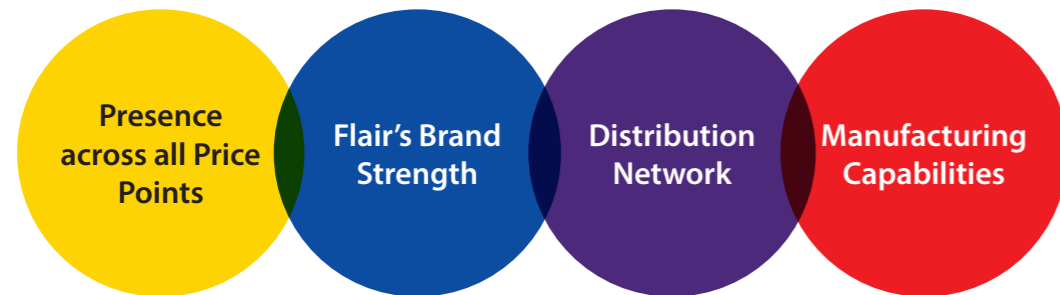 Presence
across all Price
Points
Flair's Brand
Strength
Distribution
Network
Manufacturing
Capabilities